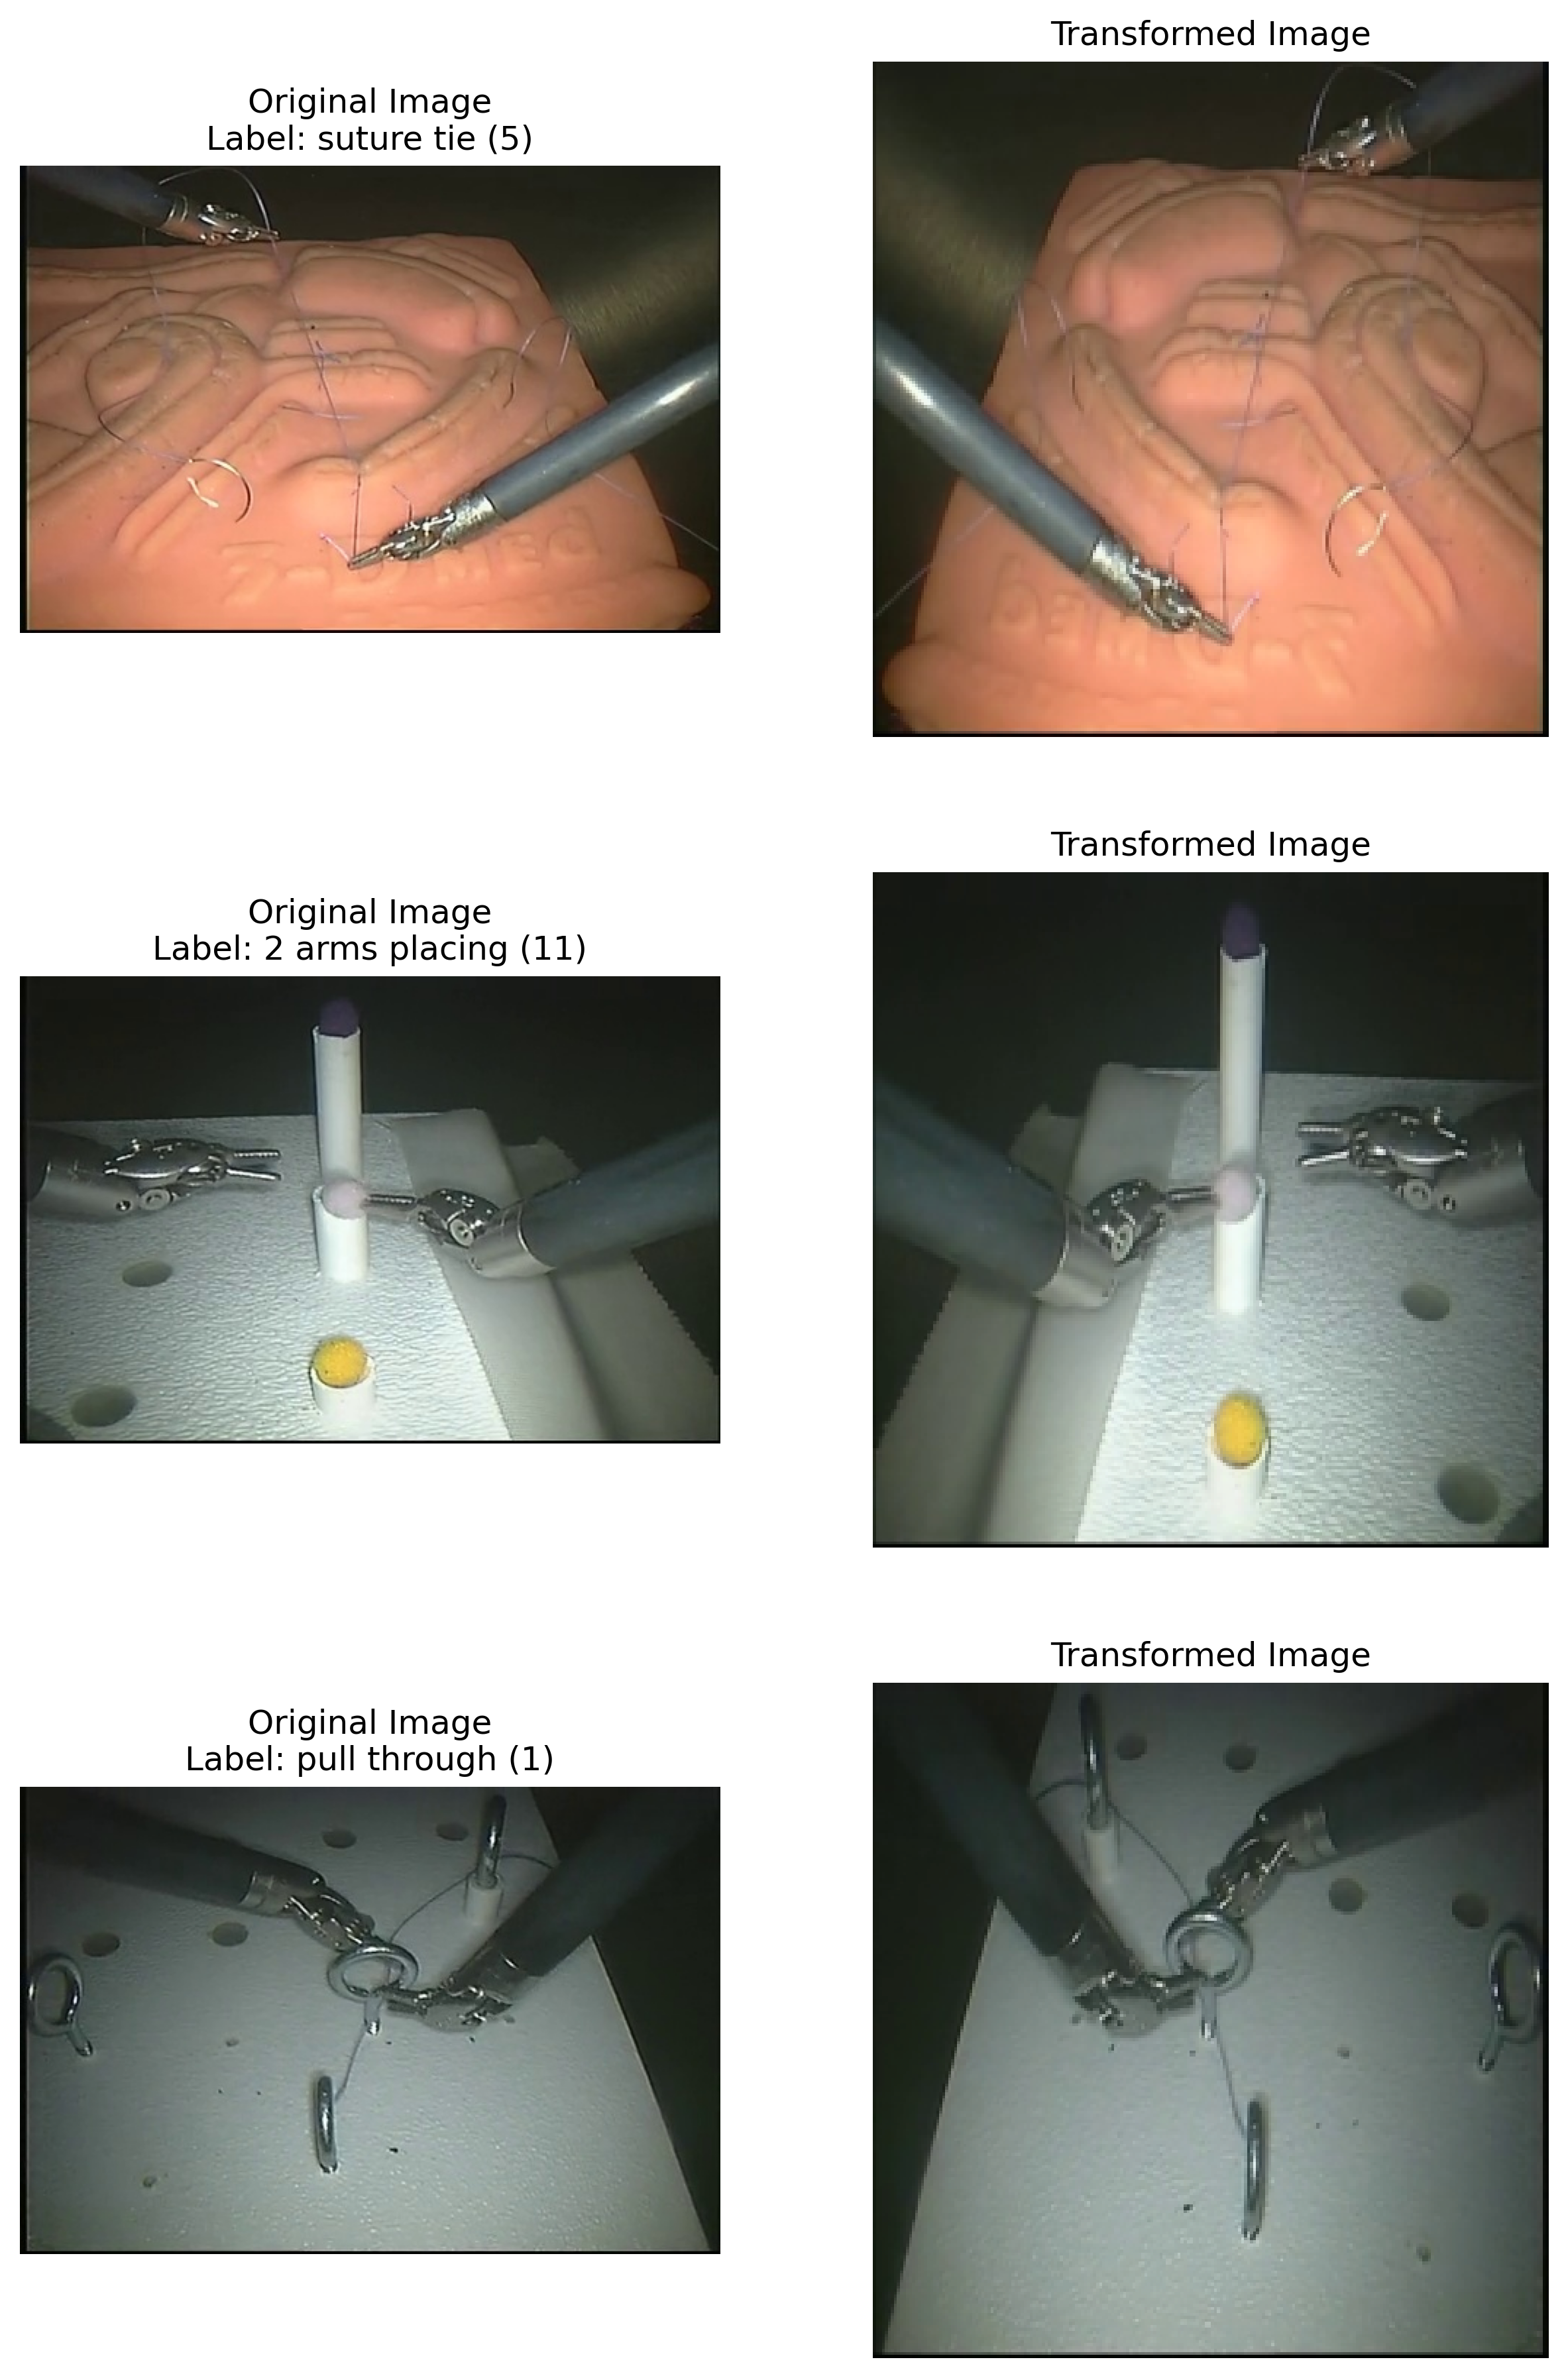 Transformed Image
Original Image
Label: suture tie (5)
Transformed Image
Original Image
Label: 2 arms placing (11)
Transformed Image
Original Image
Label: pull through (1)